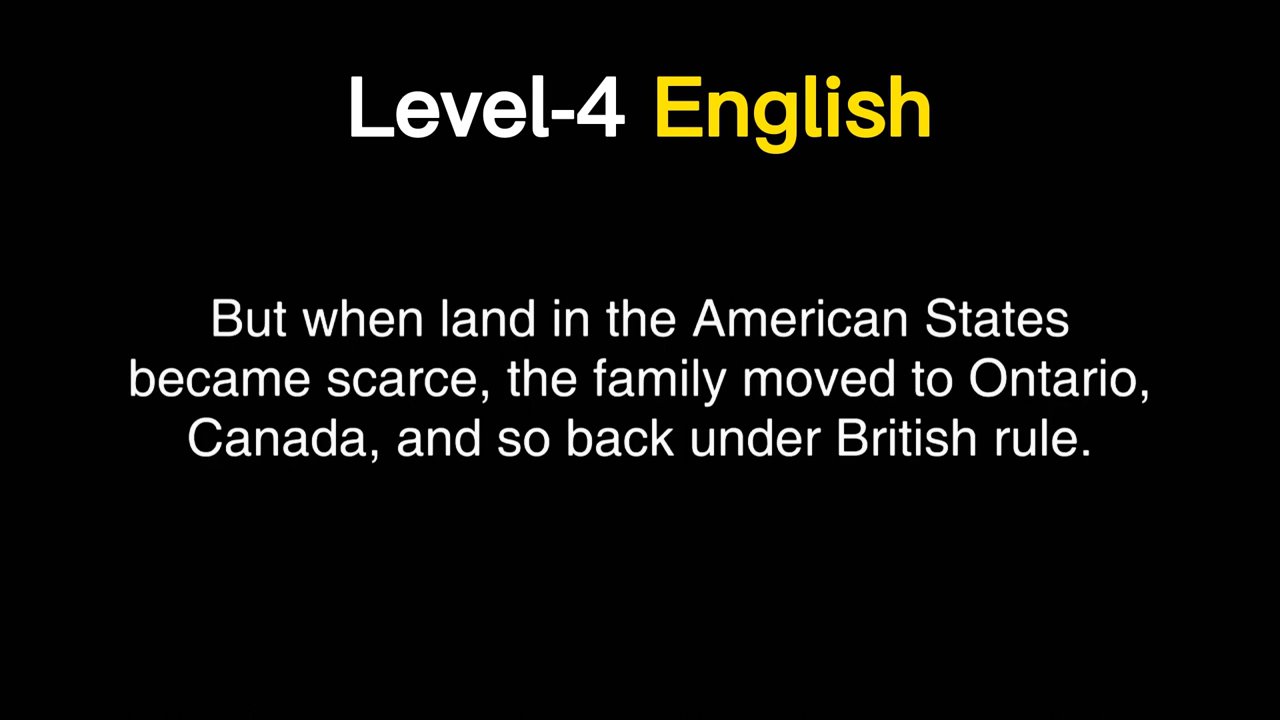 Level-4 English
But when land in the American States
became scarce, the family moved to Ontario,
Canada, and so back under British rule.